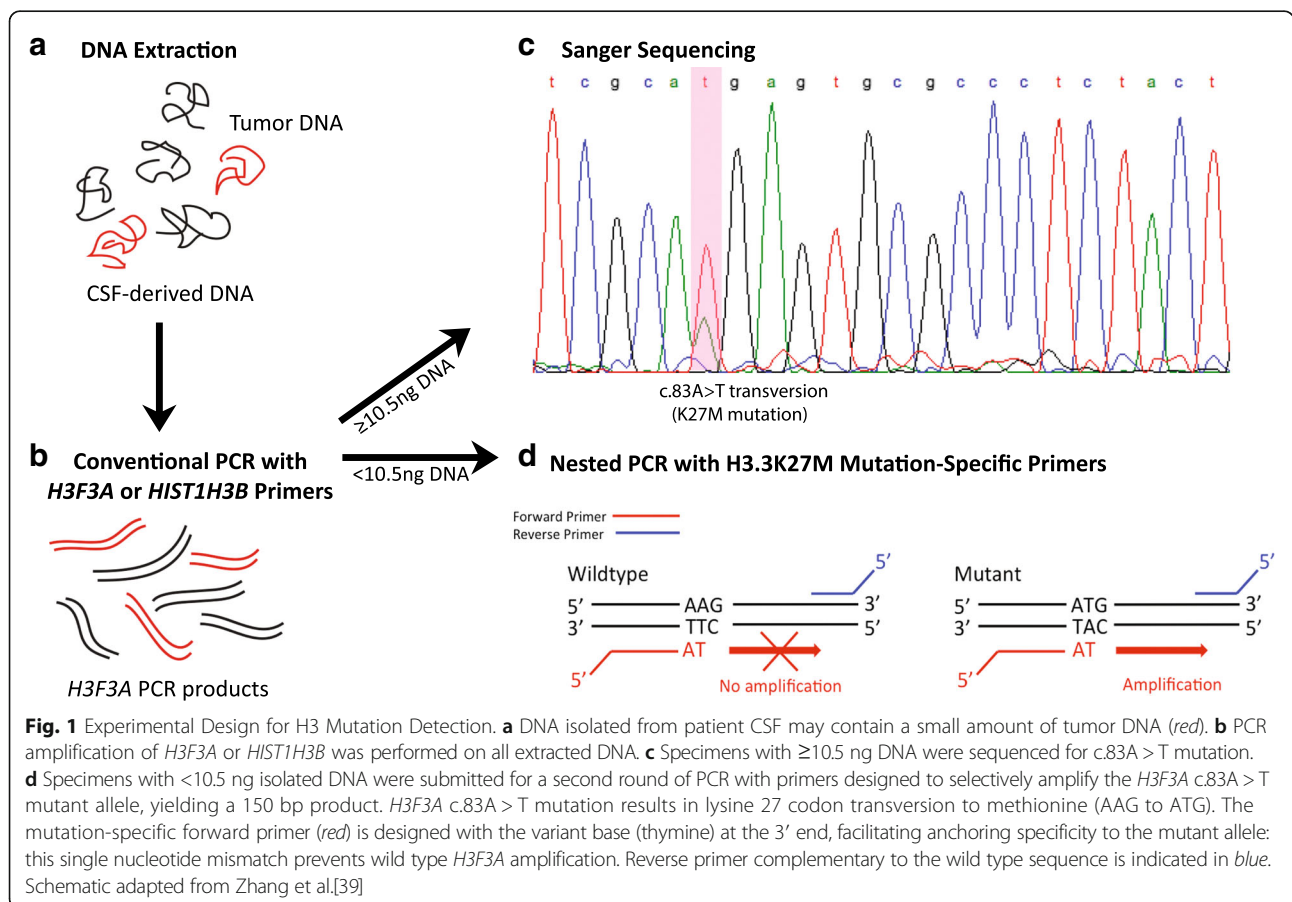 a DNA Extraction
Tumor DNA
CSF-derived DNA
≥10.5ng DNA
<10.5ng DNA
b Conventional PCR with
H3F3A or HIST1H3B Primers
H3F3A PCR products
c Sanger Sequencing
t c g c a t g a g t g c g c c c t c t a c t
c.83A>T transversion
(K27M mutation)
d Nested PCR with H3.3K27M Mutation-Specific Primers
Forward Primer
Reverse Primer
Wildtype
5′
5′ AAG 3′
3′ TTC 5′
AT
5′
No amplification
Mutant
5′
5′ ATG 3′
3′ TAC 5′
AT
5′
Amplification
Fig. 1 Experimental Design for H3 Mutation Detection. a DNA isolated from patient CSF may contain a small amount of tumor DNA (red). b PCR
amplification of H3F3A or HIST1H3B was performed on all extracted DNA. c Specimens with ≥10.5 ng DNA were sequenced for c.83A > T mutation.
d Specimens with <10.5 ng isolated DNA were submitted for a second round of PCR with primers designed to selectively amplify the H3F3A c.83A > T
mutant allele, yielding a 150 bp product. H3F3A c.83A > T mutation results in lysine 27 codon transversion to methionine (AAG to ATG). The
mutation-specific forward primer (red) is designed with the variant base (thymine) at the 3′ end, facilitating anchoring specificity to the mutant allele:
this single nucleotide mismatch prevents wild type H3F3A amplification. Reverse primer complementary to the wild type sequence is indicated in blue.
Schematic adapted from Zhang et al.[39]